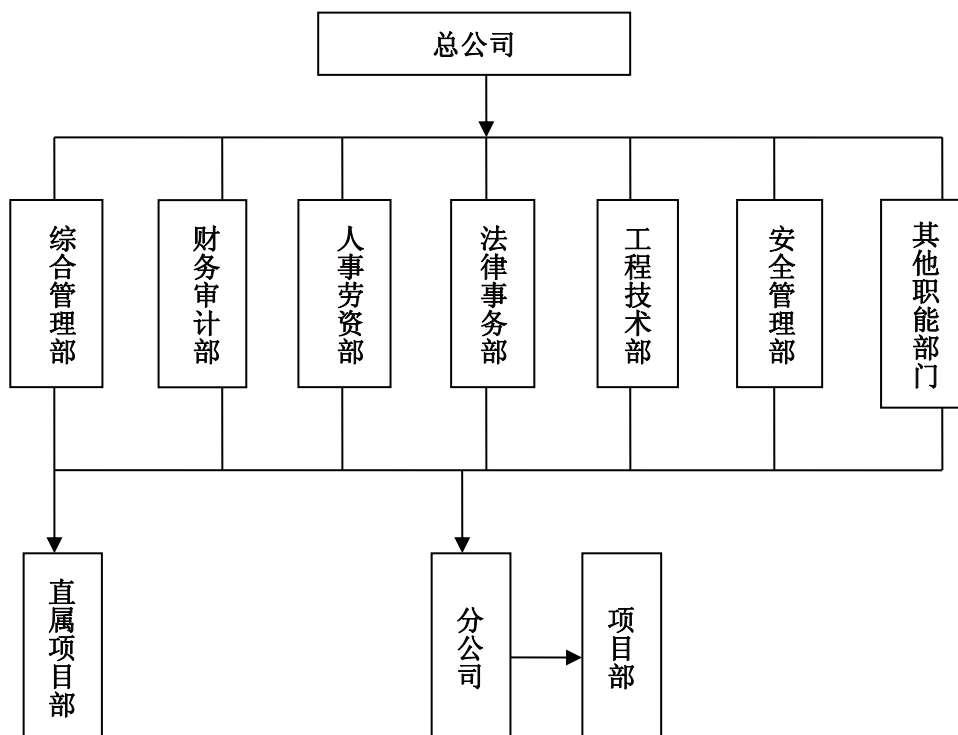 总公司
综合管理部
财务审计部
人事劳资部
法律事务部
工程技术部
安全管理部
其他职能部门
直属项目部
分公司
项目部